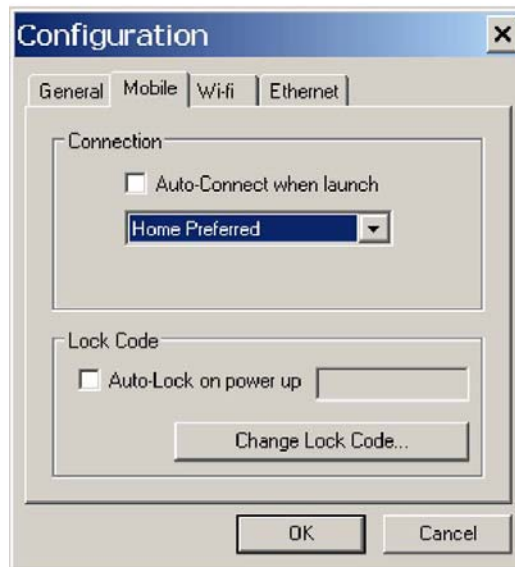 Configuration
General Mobile Wi-fi Ethernet
Connection
Auto-Connect when launch
Home Preferred
Lock Code
Auto-Lock on power up
Change Lock Code...
OK Cancel